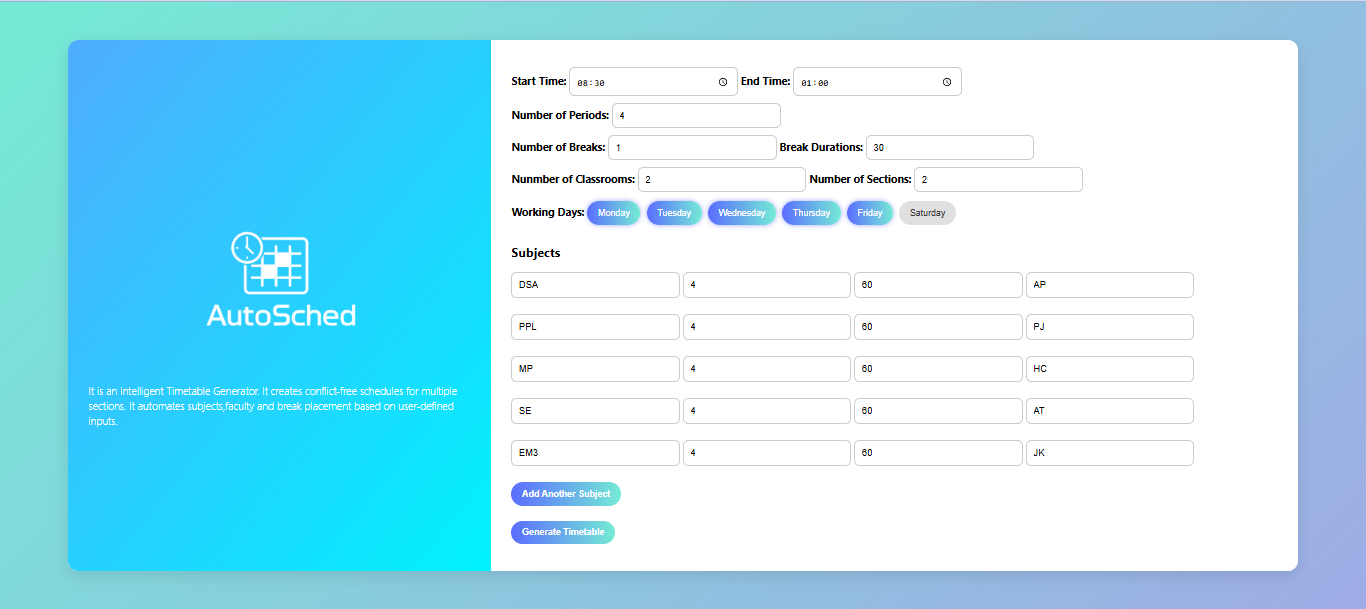 Start Time: 08:30 End Time: 01:00
Number of Periods: 4
Number of Breaks: 1 Break Durations: 30
Nunmber of Classrooms: 2 Number of Sections: 2
Working Days: Monday Tuesday Wednesday Thursday Friday Saturday
Subjects
DSA 4 60 AP
PPL 4 60 PJ
MP 4 60 HC
SE 4 60 AT
EM3 4 60 JK
Add Another Subject
Generate Timetable
AutoSched
It is an Intelligent Timetable Generator. It creates conflict-free schedules for multiple
sections. It automates subjects,faculty and break placement based on user-defined
inputs.